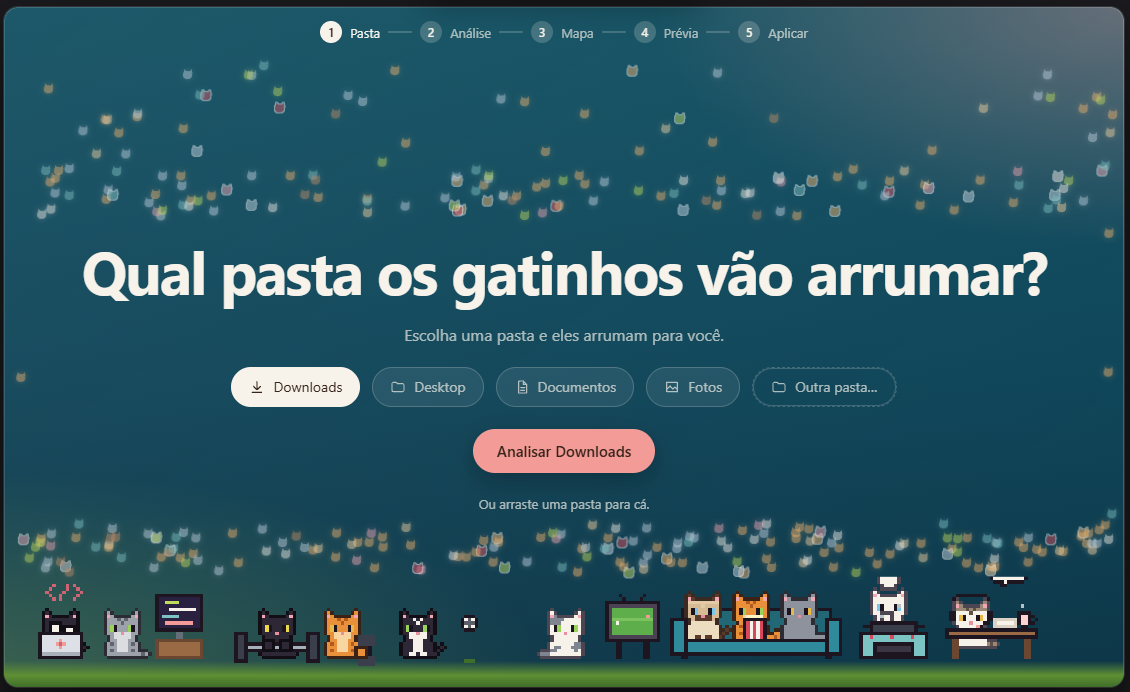 1 Pasta 2 Análise 3 Mapa 4 Prévia 5 Aplicar
Qual pasta os gatinhos vão arrumar?
Escolha uma pasta e eles arrumam para você.
Downloads Desktop Documentos Fotos Outra pasta...
Analisar Downloads
Ou arraste uma pasta para cá.
<//>